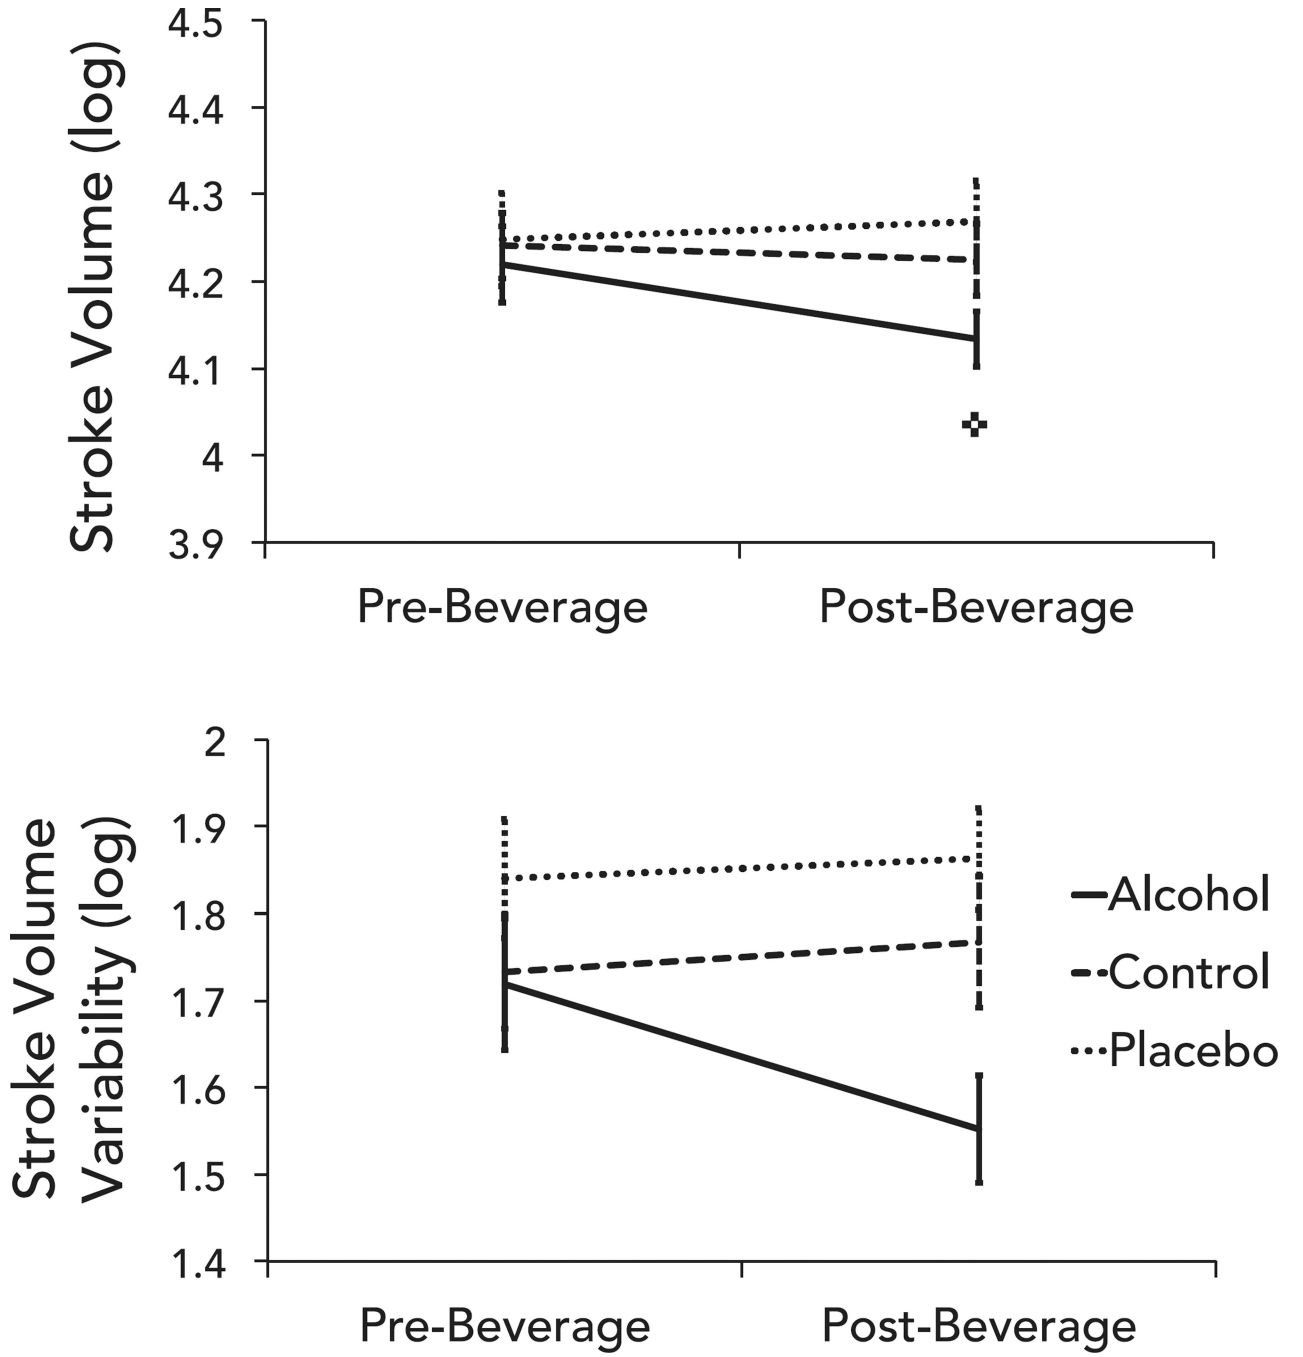 Stroke Volume (log)
4.5
4.4
4.3
4.2
4.1
4
3.9
Pre-Beverage
Post-Beverage
Stroke Volume
Variability (log)
2
1.9
1.8
1.7
1.6
1.5
1.4
Pre-Beverage
Post-Beverage
Alcohol
Control
Placebo